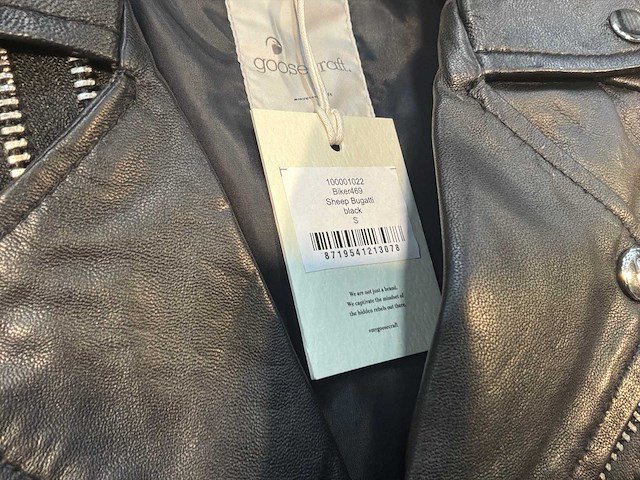 goosecraft.
100001022
Biker469
Sheep Bugatti
black
S
8719541213078
We are not just a brand.
We captivate the mindset of
the hidden rebels out there.
#mygoosecraft